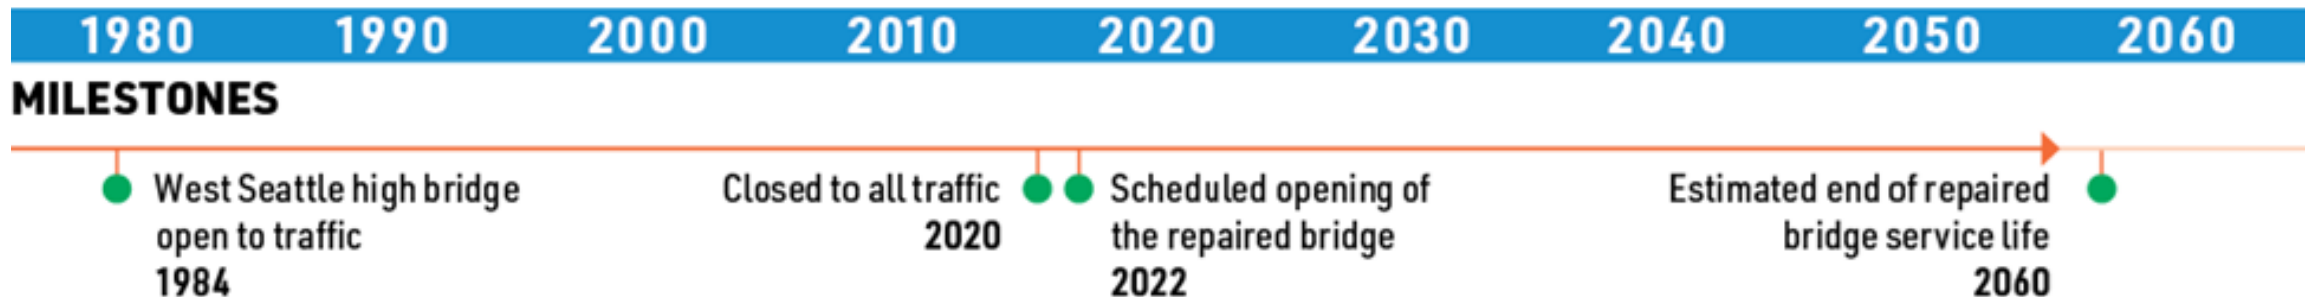 1980 1990 2000 2010 2020 2030 2040 2050 2060
MILESTONES
West Seattle high bridge
open to traffic
1984
Closed to all traffic
2020
Scheduled opening of
the repaired bridge
2022
Estimated end of repaired
bridge service life
2060